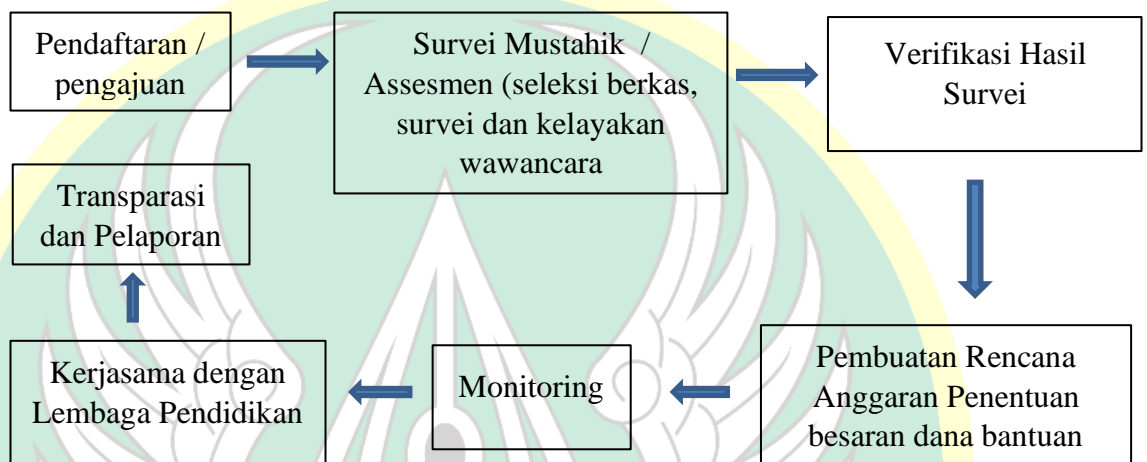 Pendaftaran /
pengajuan
Survei Mustahik /
Assesmen (seleksi berkas,
survei dan kelayakan
wawancara
Verifikasi Hasil
Survei
Pembuatan Rencana
Anggaran Penentuan
besaran dana bantuan
Monitoring
Kerjasama dengan
Lembaga Pendidikan
Transparasi
dan Pelaporan